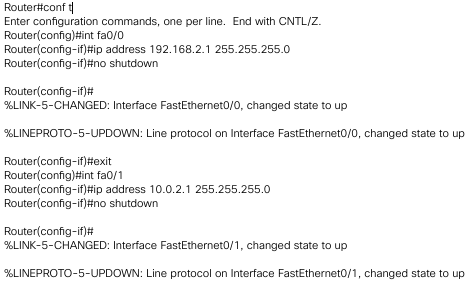 Router#conf t
Enter configuration commands, one per line.  End with CNTL/Z.
Router(config)#int fa0/0
Router(config-if)#ip address 192.168.2.1 255.255.255.0
Router(config-if)#no shutdown
Router(config-if)#
%LINK-5-CHANGED: Interface FastEthernet0/0, changed state to up
%LINEPROTO-5-UPDOWN: Line protocol on Interface FastEthernet0/0, changed state to up
Router(config-if)#exit
Router(config)#int fa0/1
Router(config-if)#ip address 10.0.2.1 255.255.255.0
Router(config-if)#no shutdown
Router(config-if)#
%LINK-5-CHANGED: Interface FastEthernet0/1, changed state to up
%LINEPROTO-5-UPDOWN: Line protocol on Interface FastEthernet0/1, changed state to up